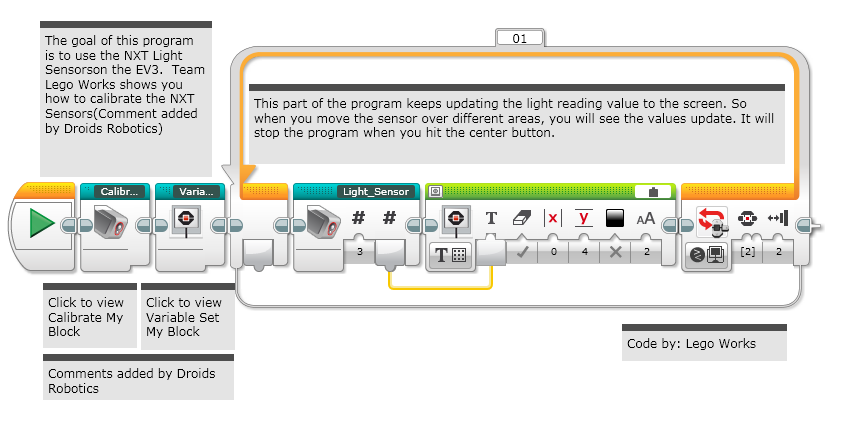 The goal of this program
is to use the NXT Light
Sensorson the EV3.  Team
Lego Works shows you
how to calibrate the NXT
Sensors(Comment added
by Droids Robotics)
01
This part of the program keeps updating the light reading value to the screen. So
when you move the sensor over different areas, you will see the values update. It will
stop the program when you hit the center button.
Calibr...
Varia...
Light_Sensor
# #
T x y AA
3
T
0 4 2
[2] 2
Click to view
Calibrate My
Block
Click to view
Variable Set
My Block
Comments added by Droids
Robotics
Code by: Lego Works